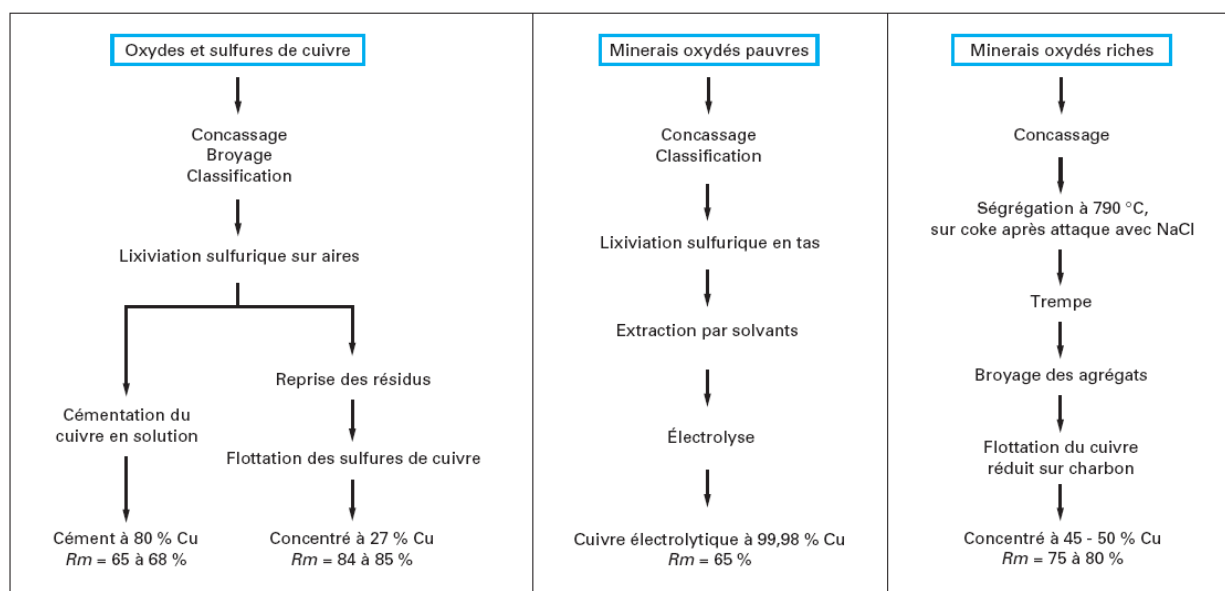 Oxydes et sulfures de cuivre
Concassage
Broyage
Classification
Lixiviation sulfurique sur aires
Cémentation du
cuivre en solution
Cément à 80 % Cu
Rm = 65 à 68 %
Reprise des résidus
Flottation des sulfures de cuivre
Concentré à 27 % Cu
Rm = 84 à 85 %
Minerais oxydés pauvres
Concassage
Classification
Lixiviation sulfurique en tas
Extraction par solvants
Électrolyse
Cuivre électrolytique à 99,98 % Cu
Rm = 65 %
Minerais oxydés riches
Concassage
Ségrégation à 790 °C,
sur coke après attaque avec NaCl
Trempe
Broyage des agrégats
Flottation du cuivre
réduit sur charbon
Concentré à 45 - 50 % Cu
Rm = 75 à 80 %